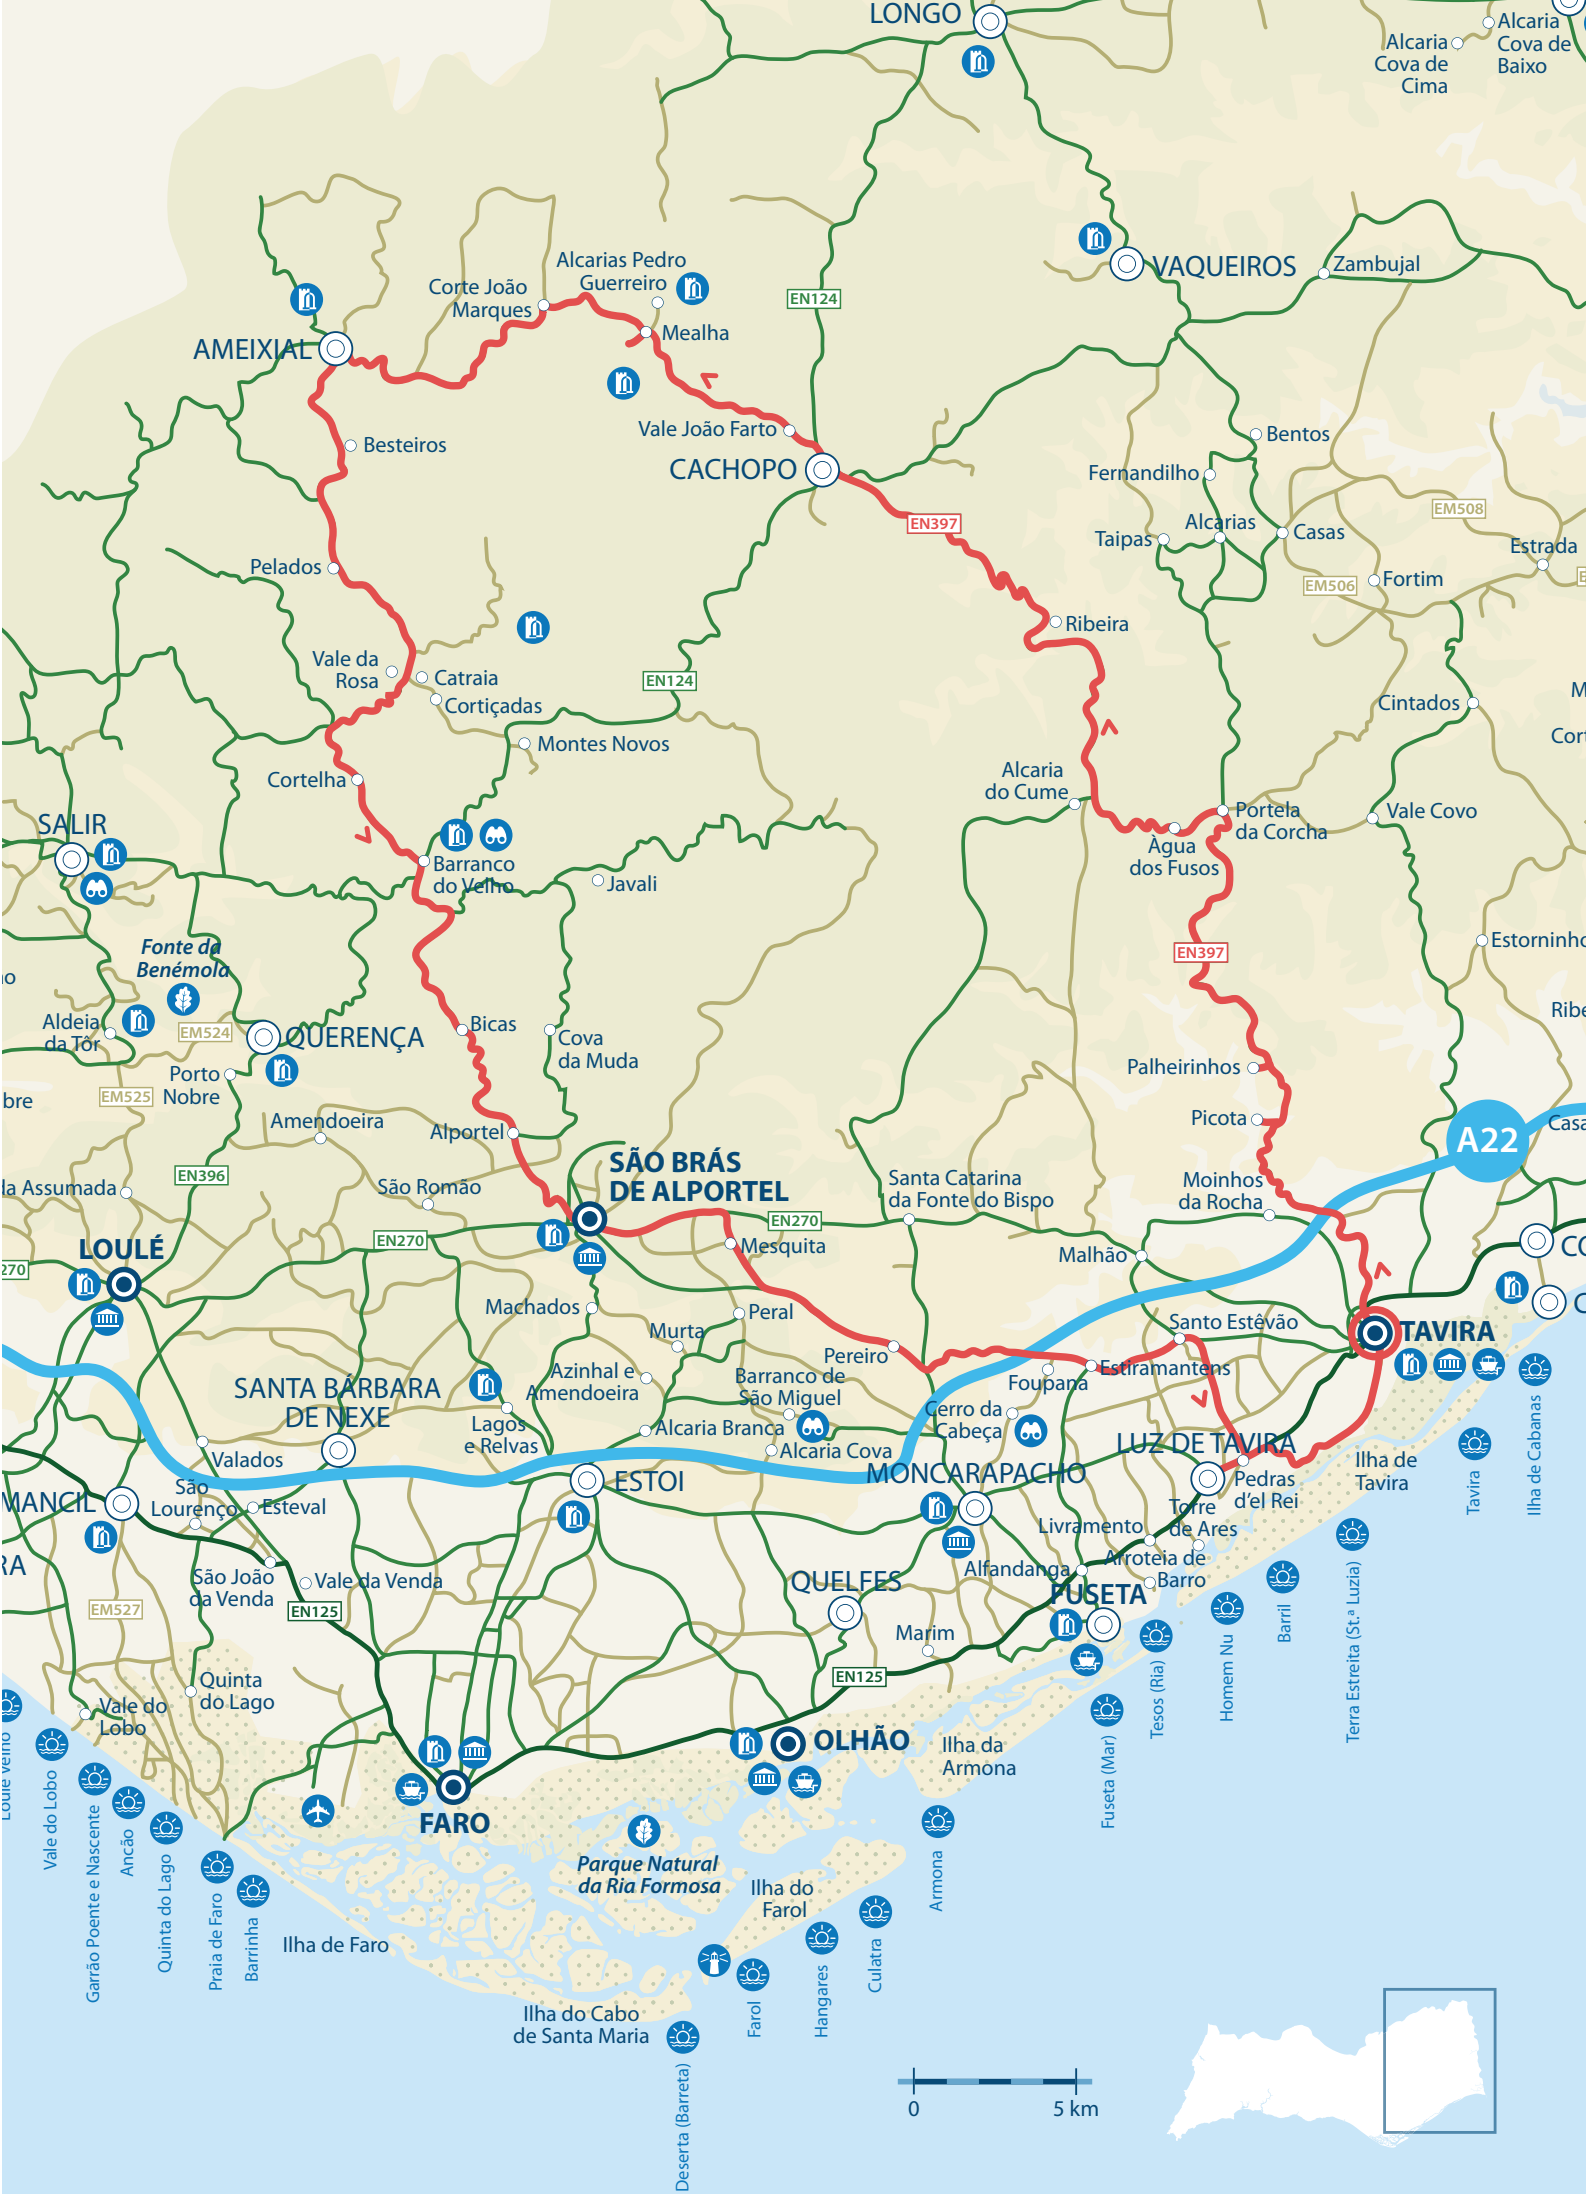 LONGO
Alcaria
Cova de
Baixo
Alcaria
Cova de
Cima
VAQUEIROS
Zambujal
Alcarias Pedro
Guerreiro
Corte João
Marques
EN124
Mealha
AMEIXIAL
Vale João Farto
Besteiros
CACHOPO
Bentos
Fernandilho
EM508
EN397
Alcarias
Taipas
Casas
Estrada
Pelados
EM506
Fortim
E
Ribeira
Vale da
Rosa
Catraia
Cortiçadas
EN124
Cintados
M
Cort
Montes Novos
Cortelha
Alcaria
do Cume
Portela
da Corcha
Vale Covo
SALIR
Àgua
dos Fusos
Barranco
do Velho
Javali
Fonte da
Benémola
EN397
Estorninho
o
Aldeia
da Tôr
EM524
QUERENÇA
Bicas
Cova
da Muda
Ribe
Porto
Nobre
EM525
bre
Palheirinhos
Amendoeira
Alportel
Picota
A22
Casa
EN396
SÃO BRÁS
DE ALPORTEL
da Assumada
São Romão
Santa Catarina
da Fonte do Bispo
Moinhos
da Rocha
EN270
EN270
LOULÉ
270
Mesquita
Malhão
CO
C
Machados
Peral
Murta
Santo Estêvão
TAVIRA
Pereiro
Azinhal e
Amendoeira
Barranco de
São Miguel
Foupana
Estiramantens
SANTA BÁRBARA
DE NEXE
Lagos
e Relvas
Alcaria Branca
Cerro da
Cabeça
Alcaria Cova
Valados
LUZ DE TAVIRA
Ilha de
Tavira
Tavira
Ilha de Cabanas
ESTOI
MONCARAPACHO
Pedras
d'el Rei
MANCIL
São
Lourenço
Esteval
Torre
de Ares
Livramento
RA
São João
da Venda
Vale da Venda
Alfandanga
Arroteia de
Barro
QUELFES
FUSETA
EM527
EN125
Marim
EN125
Barril
Terra Estreita (St.ª Luzia)
Homem Nu
Tesos (Ria)
Fuseta (Mar)
Quinta
do Lago
Vale do
Lobo
OLHÃO
Ilha da
Armona
Loulé Velho
Vale do Lobo
Garrão Poente e Nascente
Ancão
Quinta do Lago
Praia de Faro
Barrinha
FARO
Armona
Parque Natural
da Ria Formosa
Ilha do
Farol
Ilha de Faro
Culatra
Hangares
Farol
Ilha do Cabo
de Santa Maria
Deserta (Barreta)
0
5 km